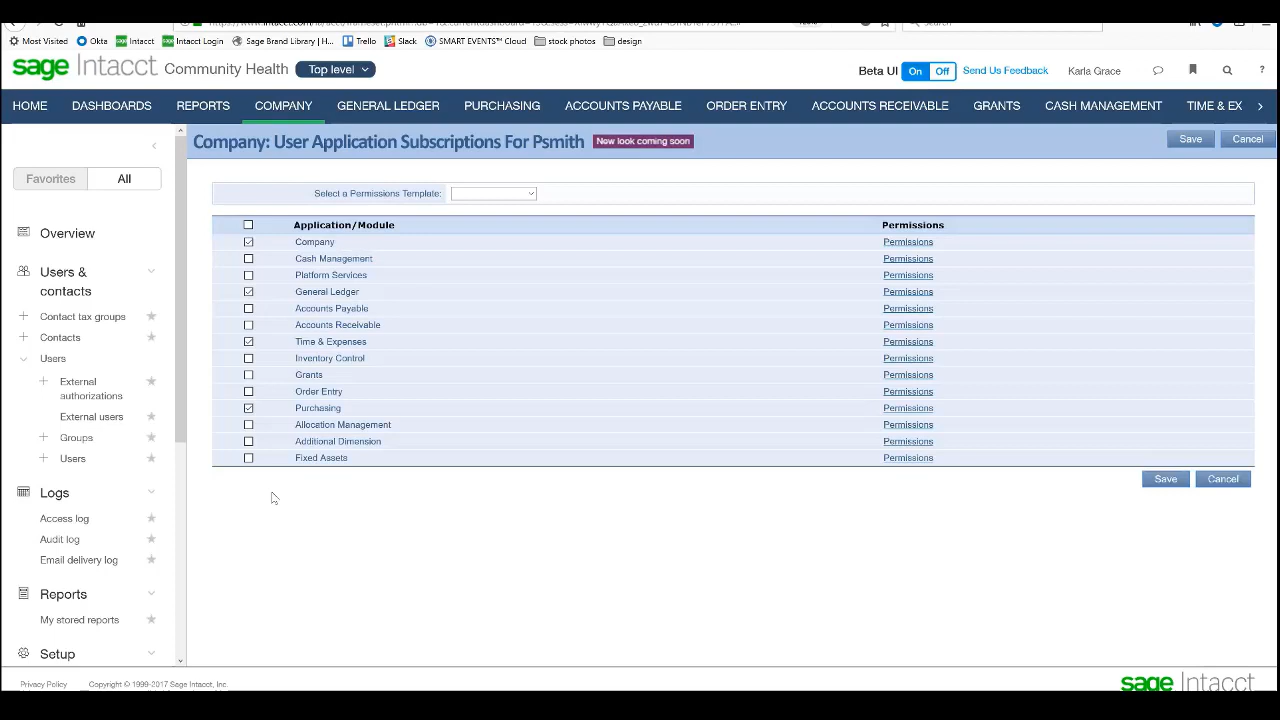 Most Visited Okta Intacct Intacct Login Sage Brand Library | H... Trello Slack SMART EVENTS™ Cloud stock photos design
sage Intacct Community Health Top level Beta UI On Off Send Us Feedback Karla Grace ?
HOME DASHBOARDS REPORTS COMPANY GENERAL LEDGER PURCHASING ACCOUNTS PAYABLE ORDER ENTRY ACCOUNTS RECEIVABLE GRANTS CASH MANAGEMENT TIME & EX
Company: User Application Subscriptions For Psmith New look coming soon Save Cancel
Favorites All
Overview
Users &
contacts
Contact tax groups
Contacts
Users
External
authorizations
External users
Groups
Users
Logs
Access log
Audit log
Email delivery log
Reports
My stored reports
Setup
Select a Permissions Template:
Application/Module Permissions
Company Permissions
Cash Management Permissions
Platform Services Permissions
General Ledger Permissions
Accounts Payable Permissions
Accounts Receivable Permissions
Time & Expenses Permissions
Inventory Control Permissions
Grants Permissions
Order Entry Permissions
Purchasing Permissions
Allocation Management Permissions
Additional Dimension Permissions
Fixed Assets Permissions
Save Cancel
Privacy Policy Copyright © 1999-2017 Sage Intacct, Inc. sage Intacct